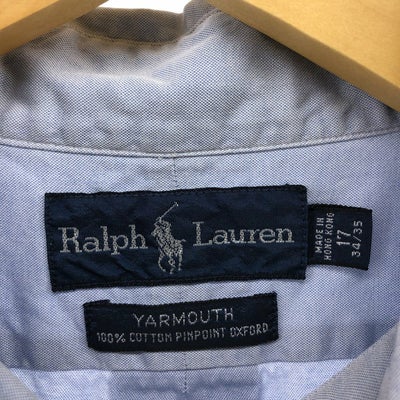 Ralph Lauren
MADE IN
HONG KONG
17
34/35
YARMOUTH
100% COTTON PINPOINT OXFORD